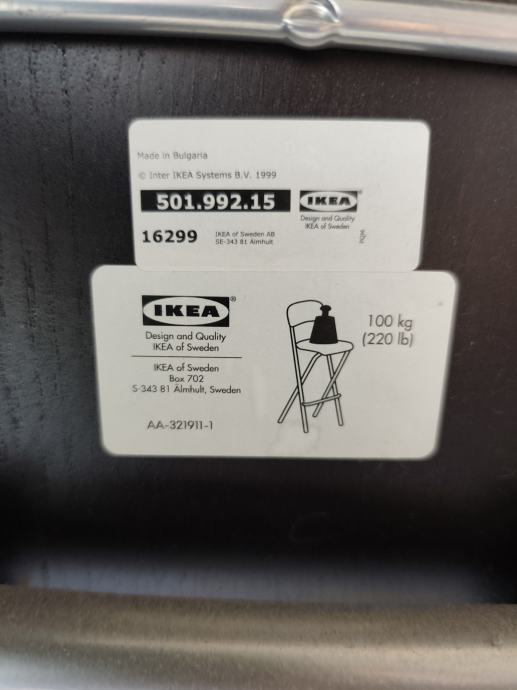 Made in Bulgaria
© Inter IKEA Systems B.V. 1999
501.992.15
IKEA
Design and Quality
IKEA of Sweden
16299
IKEA of Sweden AB
SE-343 81 Älmhult
PQM
IKEA®
Design and Quality
IKEA of Sweden
IKEA of Sweden
Box 702
S-343 81 Älmhult, Sweden
AA-321911-1
100 kg
(220 lb)